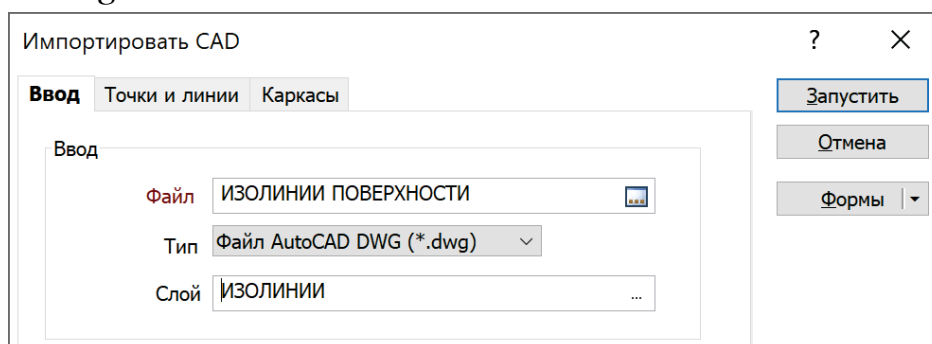 Импортировать CAD ?
Ввод Точки и линии Каркасы
Запустить
Отмена
Формы
Ввод
Файл ИЗОЛИНИИ ПОВЕРХНОСТИ
Тип Файл AutoCAD DWG (*.dwg)
Слой ИЗОЛИНИИ ...